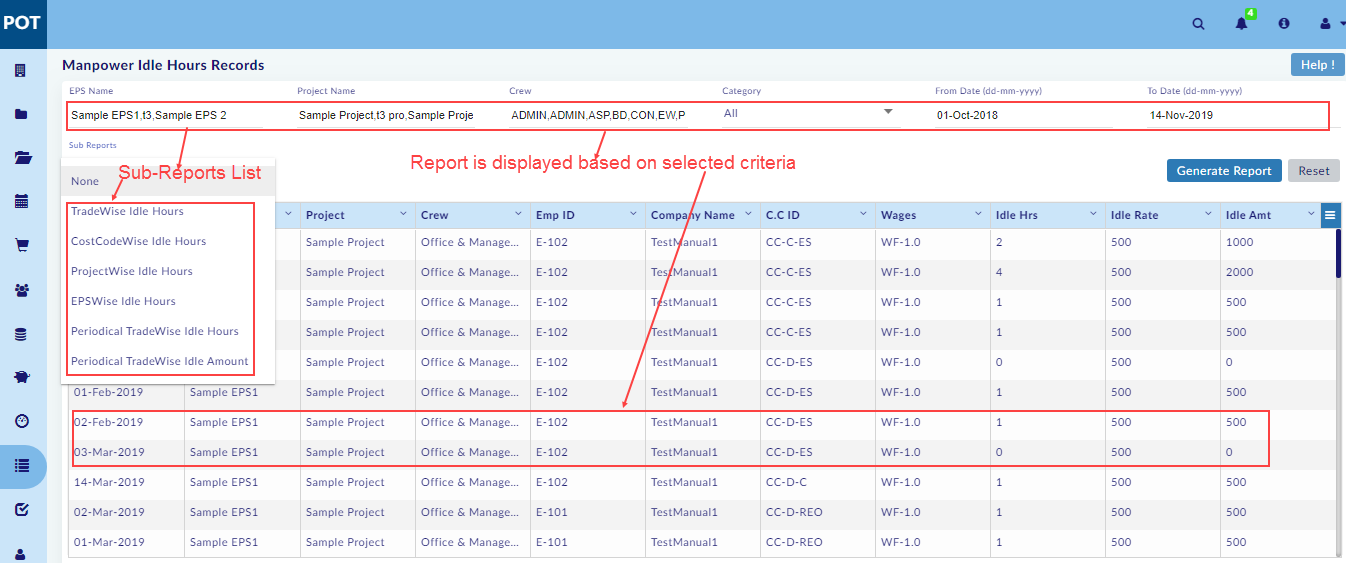 POT
4
Manpower Idle Hours Records
Help !
EPS Name Project Name Crew Category From Date (dd-mm-yyyy) To Date (dd-mm-yyyy)
Sample EPS1,t3,Sample EPS 2 Sample Project,t3 pro,Sample Proje ADMIN,ADMIN,ASP,BD,CON,EW,P All 01-Oct-2018 14-Nov-2019
Sub Reports
Sub-Reports List
Report is displayed based on selected criteria
Generate Report Reset
None
TradeWise Idle Hours
CostCodeWise Idle Hours
ProjectWise Idle Hours
EPSWise Idle Hours
Periodical TradeWise Idle Hours
Periodical TradeWise Idle Amount
Project Crew Emp ID Company Name C.C ID Wages Idle Hrs Idle Rate Idle Amt
Sample Project Office & Manage... E-102 TestManual1 CC-C-ES WF-1.0 2 500 1000
Sample Project Office & Manage... E-102 TestManual1 CC-C-ES WF-1.0 4 500 2000
Sample Project Office & Manage... E-102 TestManual1 CC-C-ES WF-1.0 1 500 500
Sample Project Office & Manage... E-102 TestManual1 CC-C-ES WF-1.0 1 500 500
Sample Project Office & Manage... E-102 TestManual1 CC-D-ES WF-1.0 0 500 0
01-Feb-2019 Sample EPS1 Sample Project Office & Manage... E-102 TestManual1 CC-D-ES WF-1.0 1 500 500
02-Feb-2019 Sample EPS1 Sample Project Office & Manage... E-102 TestManual1 CC-D-ES WF-1.0 1 500 500
03-Mar-2019 Sample EPS1 Sample Project Office & Manage... E-102 TestManual1 CC-D-ES WF-1.0 0 500 0
14-Mar-2019 Sample EPS1 Sample Project Office & Manage... E-102 TestManual1 CC-D-C WF-1.0 1 500 500
02-Mar-2019 Sample EPS1 Sample Project Office & Manage... E-101 TestManual1 CC-D-REO WF-1.0 1 500 500
01-Mar-2019 Sample EPS1 Sample Project Office & Manage... E-101 TestManual1 CC-D-REO WF-1.0 1 500 500